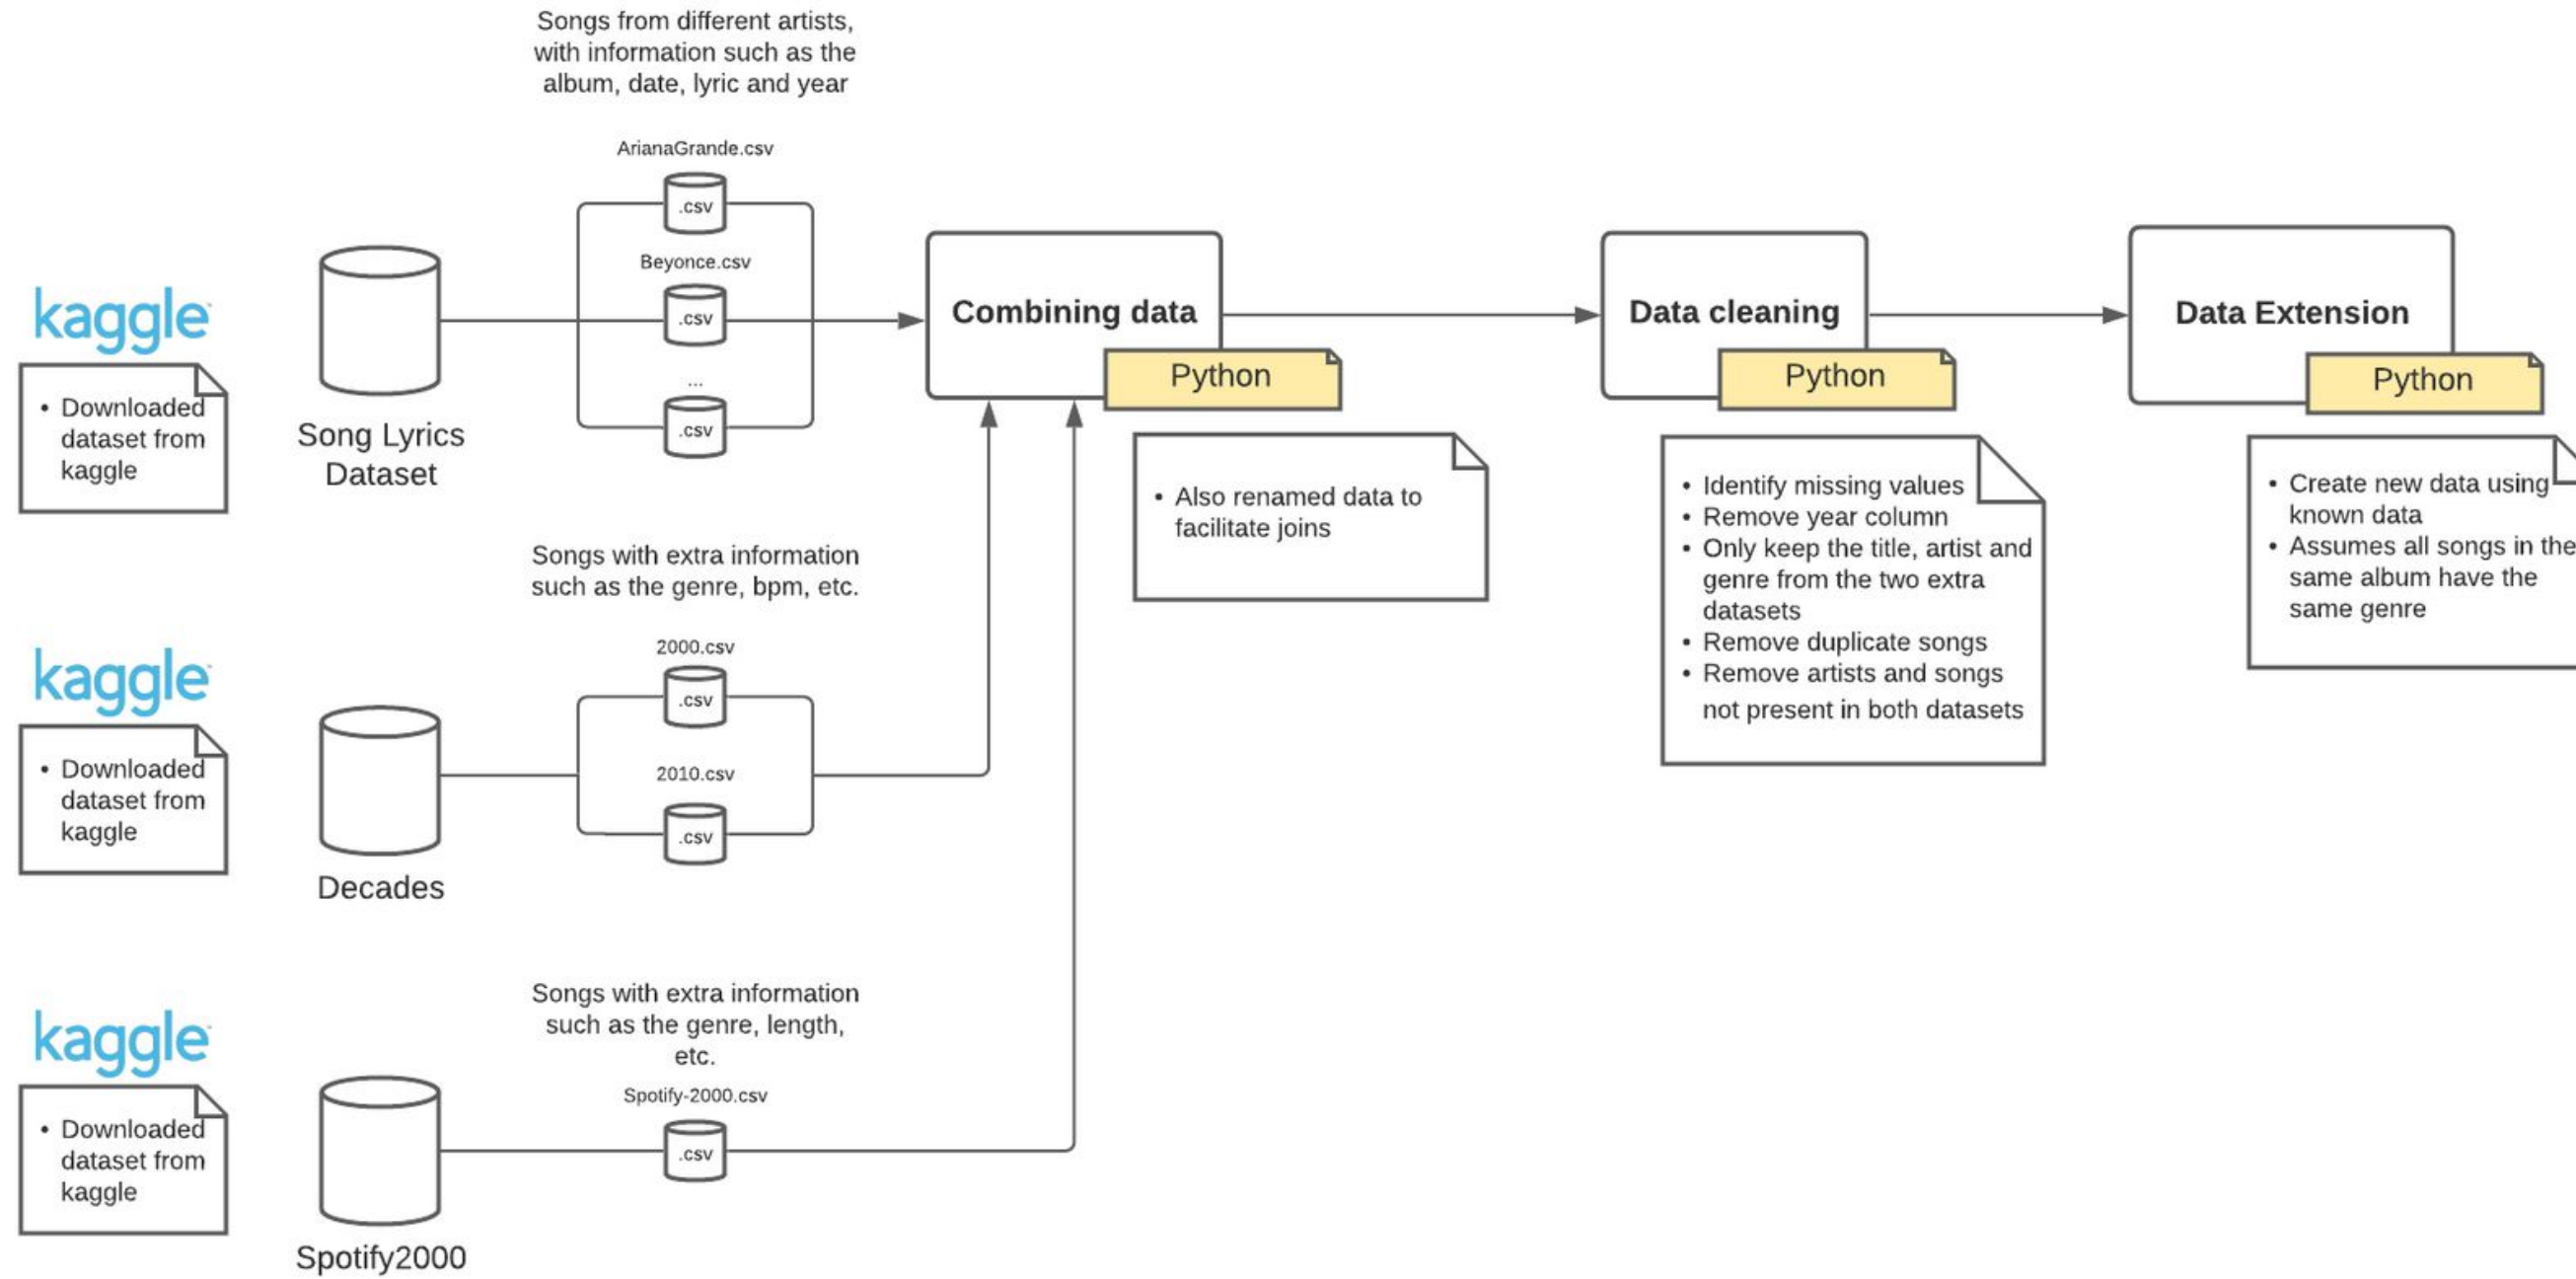 Songs from different artists,
with information such as the
album, date, lyric and year
ArianaGrande.csv
.csv
Beyonce.csv
.csv
...
.csv
kaggle
• Downloaded
dataset from
kaggle
Song Lyrics
Dataset
Combining data
Python
• Also renamed data to
facilitate joins
Data cleaning
Python
• Identify missing values
• Remove year column
• Only keep the title, artist and
genre from the two extra
datasets
• Remove duplicate songs
• Remove artists and songs
not present in both datasets
Data Extension
Python
• Create new data using
known data
• Assumes all songs in the
same album have the
same genre
Songs with extra information
such as the genre, bpm, etc.
2000.csv
.csv
2010.csv
.csv
kaggle
• Downloaded
dataset from
kaggle
Decades
Songs with extra information
such as the genre, length,
etc.
Spotify-2000.csv
.csv
kaggle
• Downloaded
dataset from
kaggle
Spotify2000